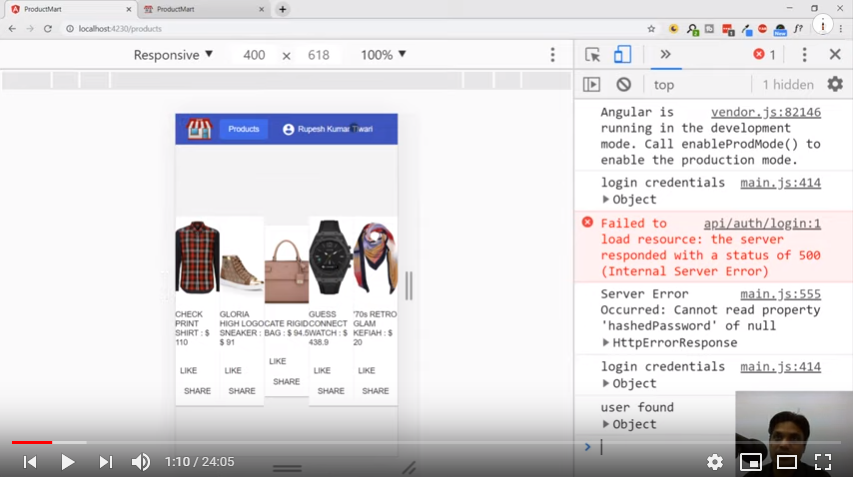 ProductMart
ProductMart
localhost:4230/products
f?
New
Responsive ▼ 400 × 618 100% ▼
1
top
1 hidden
Products
Rupesh Kumar Tiwari
CHECK
PRINT
SHIRT : $
110
LIKE
SHARE
GLORIA
HIGH LOGO
SNEAKER :
$ 91
LIKE
SHARE
CATE RIGID
BAG : $ 94.5
LIKE
SHARE
GUESS
CONNECT
WATCH : $
438.9
LIKE
SHARE
'70s RETRO
GLAM
KEFIAH : $
20
LIKE
SHARE
Angular is vendor.js:82146
running in the development
mode. Call enableProdMode() to
enable the production mode.
login credentials main.js:414
▶ Object
Failed to api/auth/login:1
load resource: the server
responded with a status of 500
(Internal Server Error)
Server Error main.js:555
Occurred: Cannot read property
'hashedPassword' of null
▶ HttpErrorResponse
login credentials main.js:414
▶ Object
user found
▶ Object
1:10 / 24:05